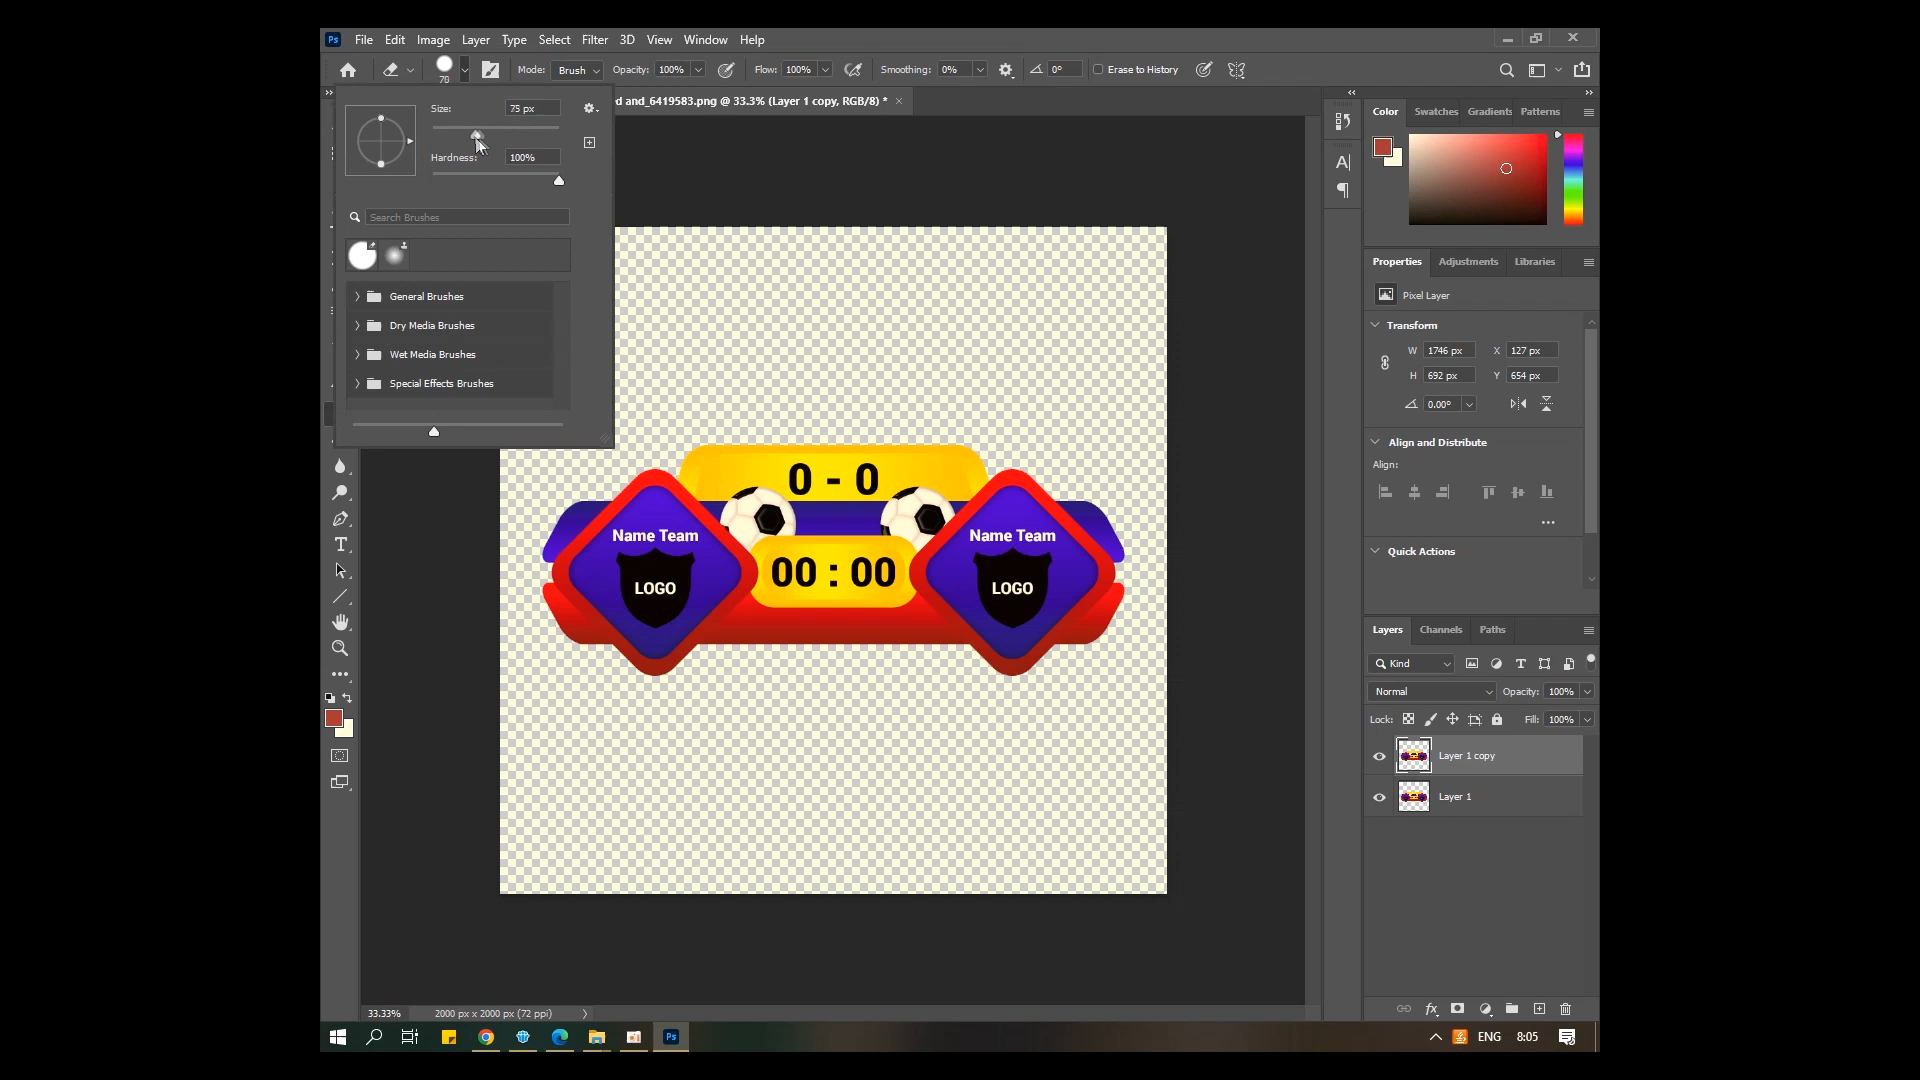 Ps File Edit Image Layer Type Select Filter 3D View Window Help
Mode: Brush Opacity: 100% Flow: 100% Smoothing: 0% 0° Erase to History
d and_6419583.png @ 33.3% (Layer 1 copy, RGB/8) *
Size: 75 px
Hardness: 100%
Search Brushes
General Brushes
Dry Media Brushes
Wet Media Brushes
Special Effects Brushes
0 - 0
Name Team
LOGO
00 : 00
Name Team
LOGO
Color Swatches Gradients Patterns
Properties Adjustments Libraries
Pixel Layer
Transform
W 1746 px X 127 px
H 692 px Y 654 px
0.00°
Align and Distribute
Align:
Quick Actions
Layers Channels Paths
Kind
Normal Opacity: 100%
Lock: Fill: 100%
Layer 1 copy
Layer 1
fx
33.33% 2000 px x 2000 px (72 ppi)
Ps ENG 8:05